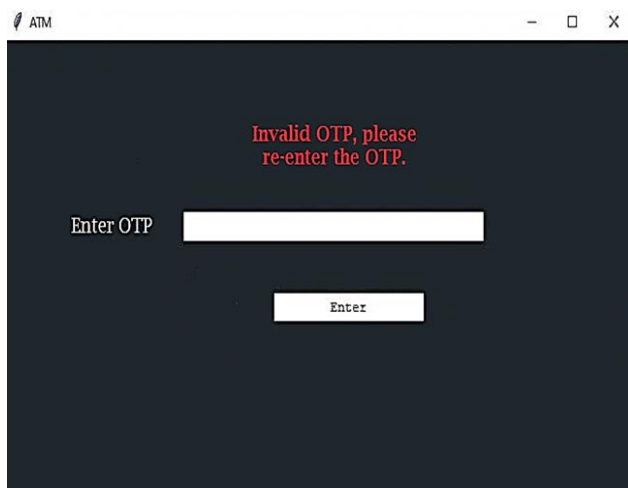 ATM
Invalid OTP, please
re-enter the OTP.
Enter OTP
Enter